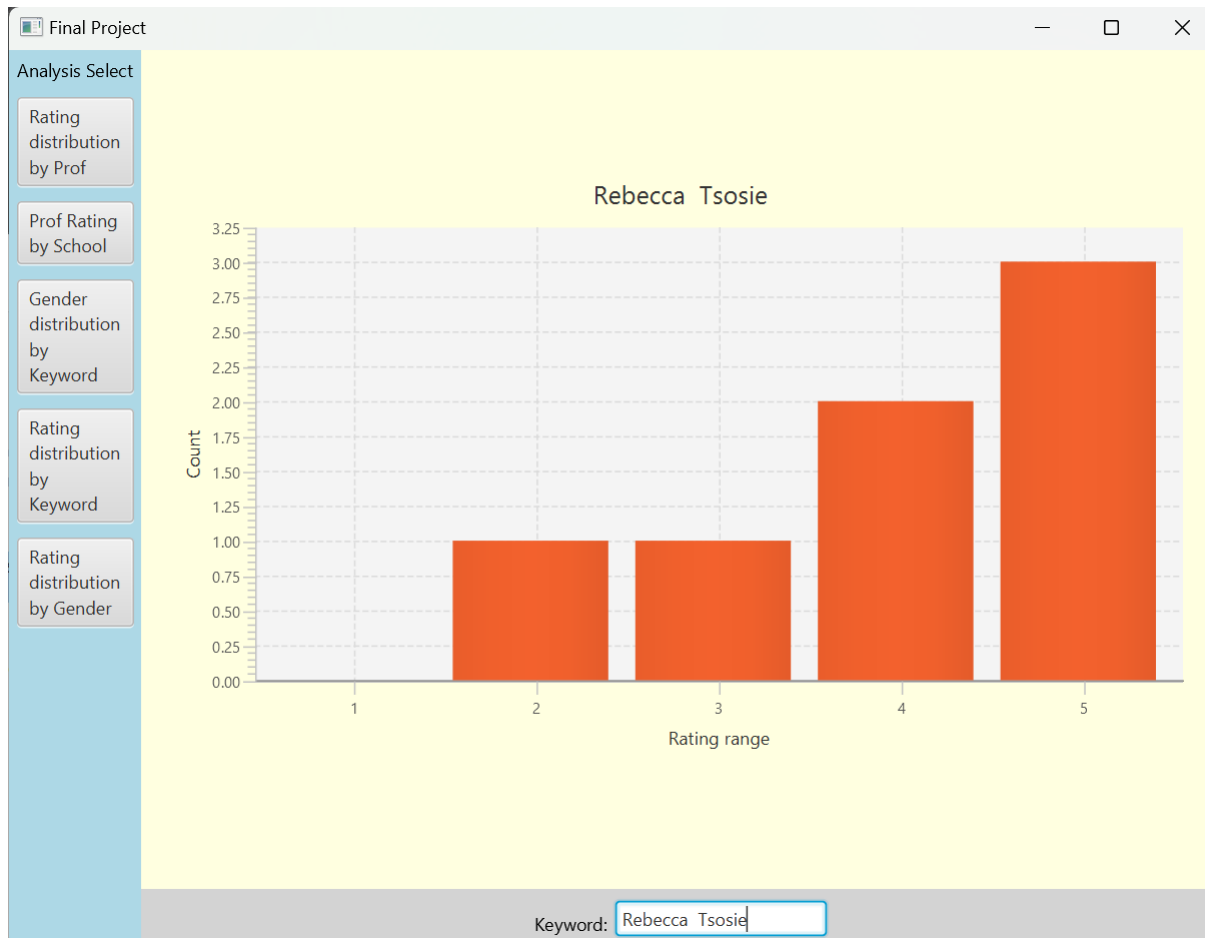 Final Project
Analysis Select
Rating
distribution
by Prof
Prof Rating
by School
Gender
distribution
by
Keyword
Rating
distribution
by
Keyword
Rating
distribution
by Gender
Rebecca  Tsosie
Count
3.25
3.00
2.75
2.50
2.25
2.00
1.75
1.50
1.25
1.00
0.75
0.50
0.25
0.00
1 2 3 4 5
Rating range
Keyword: Rebecca  Tsosie